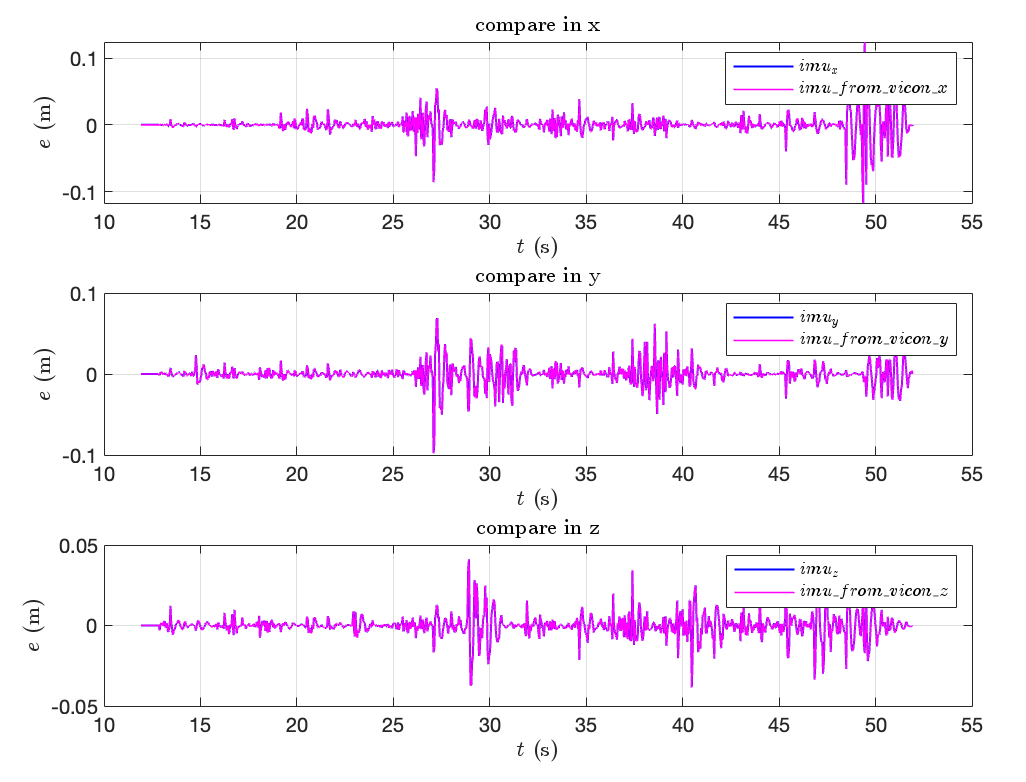 compare in x
0.1
0
-0.1
e (m)
imu_x
imu_from_vicon_x
10 15 20 25 30 35 40 45 50 55
t (s)
compare in y
0.1
0
-0.1
e (m)
imu_y
imu_from_vicon_y
10 15 20 25 30 35 40 45 50 55
t (s)
compare in z
0.05
0
-0.05
e (m)
imu_z
imu_from_vicon_z
10 15 20 25 30 35 40 45 50 55
t (s)